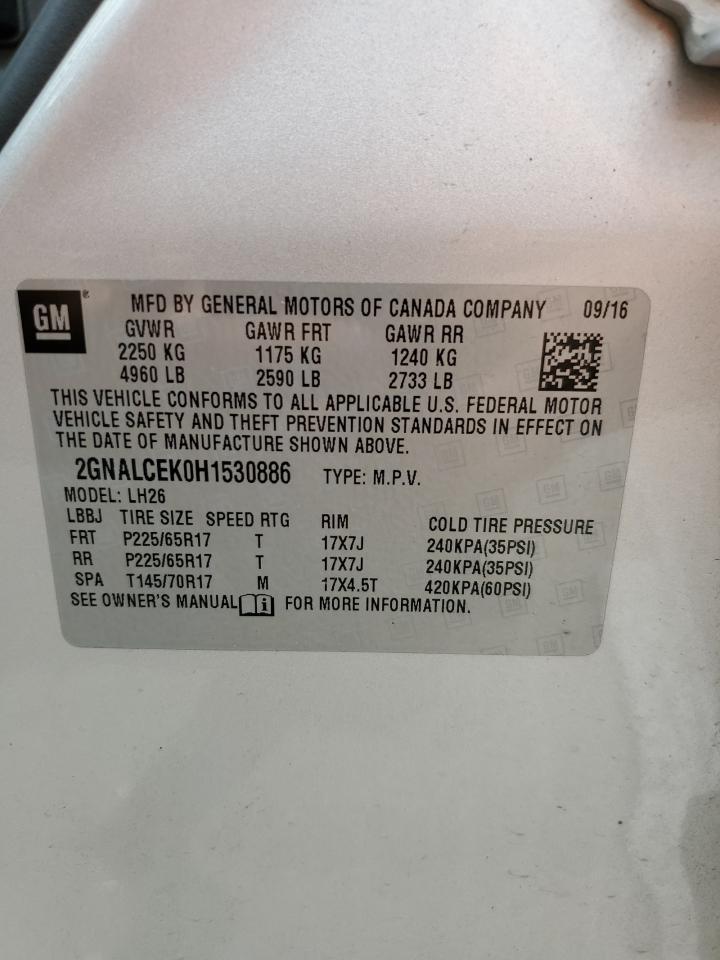 GM ® MFD BY GENERAL MOTORS OF CANADA COMPANY 09/16
GVWR GAWR FRT GAWR RR
2250 KG 1175 KG 1240 KG
4960 LB 2590 LB 2733 LB
THIS VEHICLE CONFORMS TO ALL APPLICABLE U.S. FEDERAL MOTOR
VEHICLE SAFETY AND THEFT PREVENTION STANDARDS IN EFFECT ON
THE DATE OF MANUFACTURE SHOWN ABOVE.
2GNALCEK0H1530886 TYPE: M.P.V.
MODEL: LH26
LBBJ TIRE SIZE SPEED RTG RIM COLD TIRE PRESSURE
FRT P225/65R17 T 17X7J 240KPA(35PSI)
RR P225/65R17 T 17X7J 240KPA(35PSI)
SPA T145/70R17 M 17X4.5T 420KPA(60PSI)
SEE OWNER'S MANUAL FOR MORE INFORMATION.